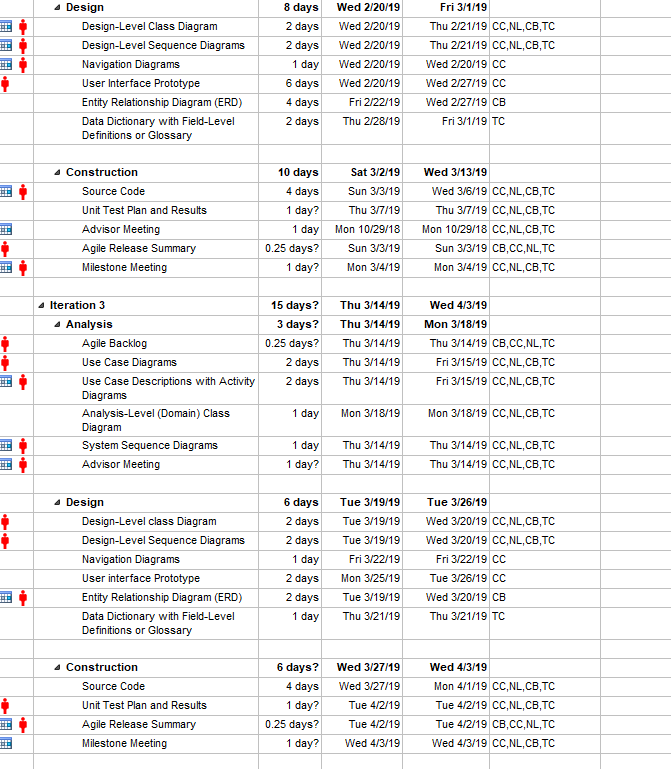 Design 8 days Wed 2/20/19 Fri 3/1/19
Design-Level Class Diagram 2 days Wed 2/20/19 Thu 2/21/19 CC,NL,CB,TC
Design-Level Sequence Diagrams 2 days Wed 2/20/19 Thu 2/21/19 CC,NL,CB,TC
Navigation Diagrams 1 day Wed 2/20/19 Wed 2/20/19 CC
User Interface Prototype 6 days Wed 2/20/19 Wed 2/27/19 CC
Entity Relationship Diagram (ERD) 4 days Fri 2/22/19 Wed 2/27/19 CB
Data Dictionary with Field-Level 2 days Thu 2/28/19 Fri 3/1/19 TC
Definitions or Glossary
Construction 10 days Sat 3/2/19 Wed 3/13/19
Source Code 4 days Sun 3/3/19 Wed 3/6/19 CC,NL,CB,TC
Unit Test Plan and Results 1 day? Thu 3/7/19 Thu 3/7/19 CC,NL,CB,TC
Advisor Meeting 1 day? Mon 10/29/18 Mon 10/29/18 CC,NL,CB,TC
Agile Release Summary 0.25 days? Sun 3/3/19 Sun 3/3/19 CB,CC,NL,TC
Milestone Meeting 1 day? Mon 3/4/19 Mon 3/4/19 CC,NL,CB,TC
Iteration 3 15 days? Thu 3/14/19 Wed 4/3/19
Analysis 3 days? Thu 3/14/19 Mon 3/18/19
Agile Backlog 0.25 days? Thu 3/14/19 Thu 3/14/19 CB,CC,NL,TC
Use Case Diagrams 2 days Thu 3/14/19 Fri 3/15/19 CC,NL,CB,TC
Use Case Descriptions with Activity 2 days Thu 3/14/19 Fri 3/15/19 CC,NL,CB,TC
Diagrams
Analysis-Level (Domain) Class 1 day Mon 3/18/19 Mon 3/18/19 CC,NL,CB,TC
Diagram
System Sequence Diagrams 1 day Thu 3/14/19 Thu 3/14/19 CC,NL,CB,TC
Advisor Meeting 1 day? Thu 3/14/19 Thu 3/14/19 CC,NL,CB,TC
Design 6 days Tue 3/19/19 Tue 3/26/19
Design-Level class Diagram 2 days Tue 3/19/19 Wed 3/20/19 CC,NL,CB,TC
Design-Level Sequence Diagrams 2 days Tue 3/19/19 Wed 3/20/19 CC,NL,CB,TC
Navigation Diagrams 1 day Fri 3/22/19 Fri 3/22/19 CC
User interface Prototype 2 days Mon 3/25/19 Tue 3/26/19 CC
Entity Relationship Diagram (ERD) 2 days Tue 3/19/19 Wed 3/20/19 CB
Data Dictionary with Field-Level 1 day Thu 3/21/19 Thu 3/21/19 TC
Definitions or Glossary
Construction 6 days? Wed 3/27/19 Wed 4/3/19
Source Code 4 days Wed 3/27/19 Mon 4/1/19 CC,NL,CB,TC
Unit Test Plan and Results 1 day? Tue 4/2/19 Tue 4/2/19 CC,NL,CB,TC
Agile Release Summary 0.25 days? Tue 4/2/19 Tue 4/2/19 CB,CC,NL,TC
Milestone Meeting 1 day? Wed 4/3/19 Wed 4/3/19 CC,NL,CB,TC